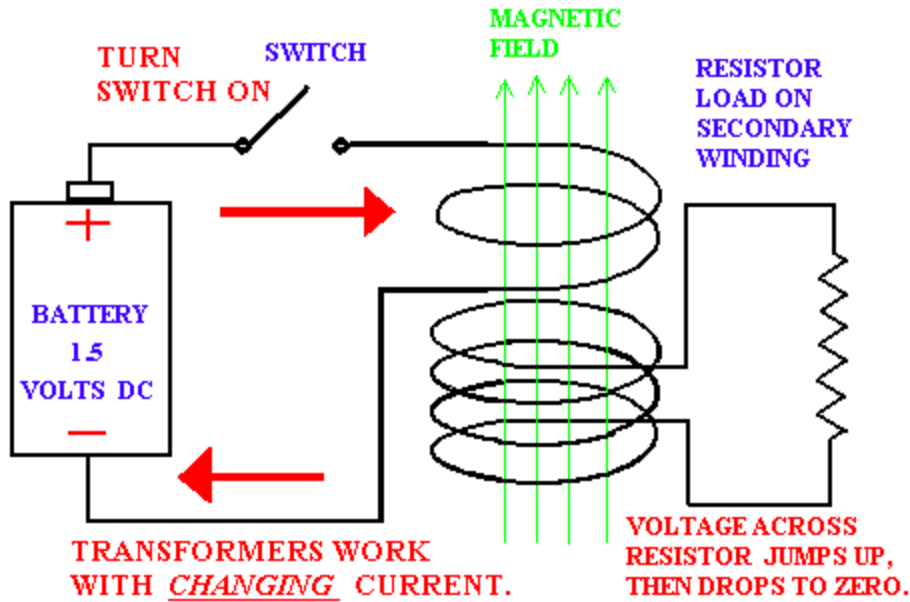 MAGNETIC
FIELD
TURN
SWITCH ON
SWITCH
RESISTOR
LOAD ON
SECONDARY
WINDING
+
BATTERY
1.5
VOLTS DC
−
TRANSFORMERS WORK
WITH CHANGING CURRENT.
VOLTAGE ACROSS
RESISTOR JUMPS UP,
THEN DROPS TO ZERO.